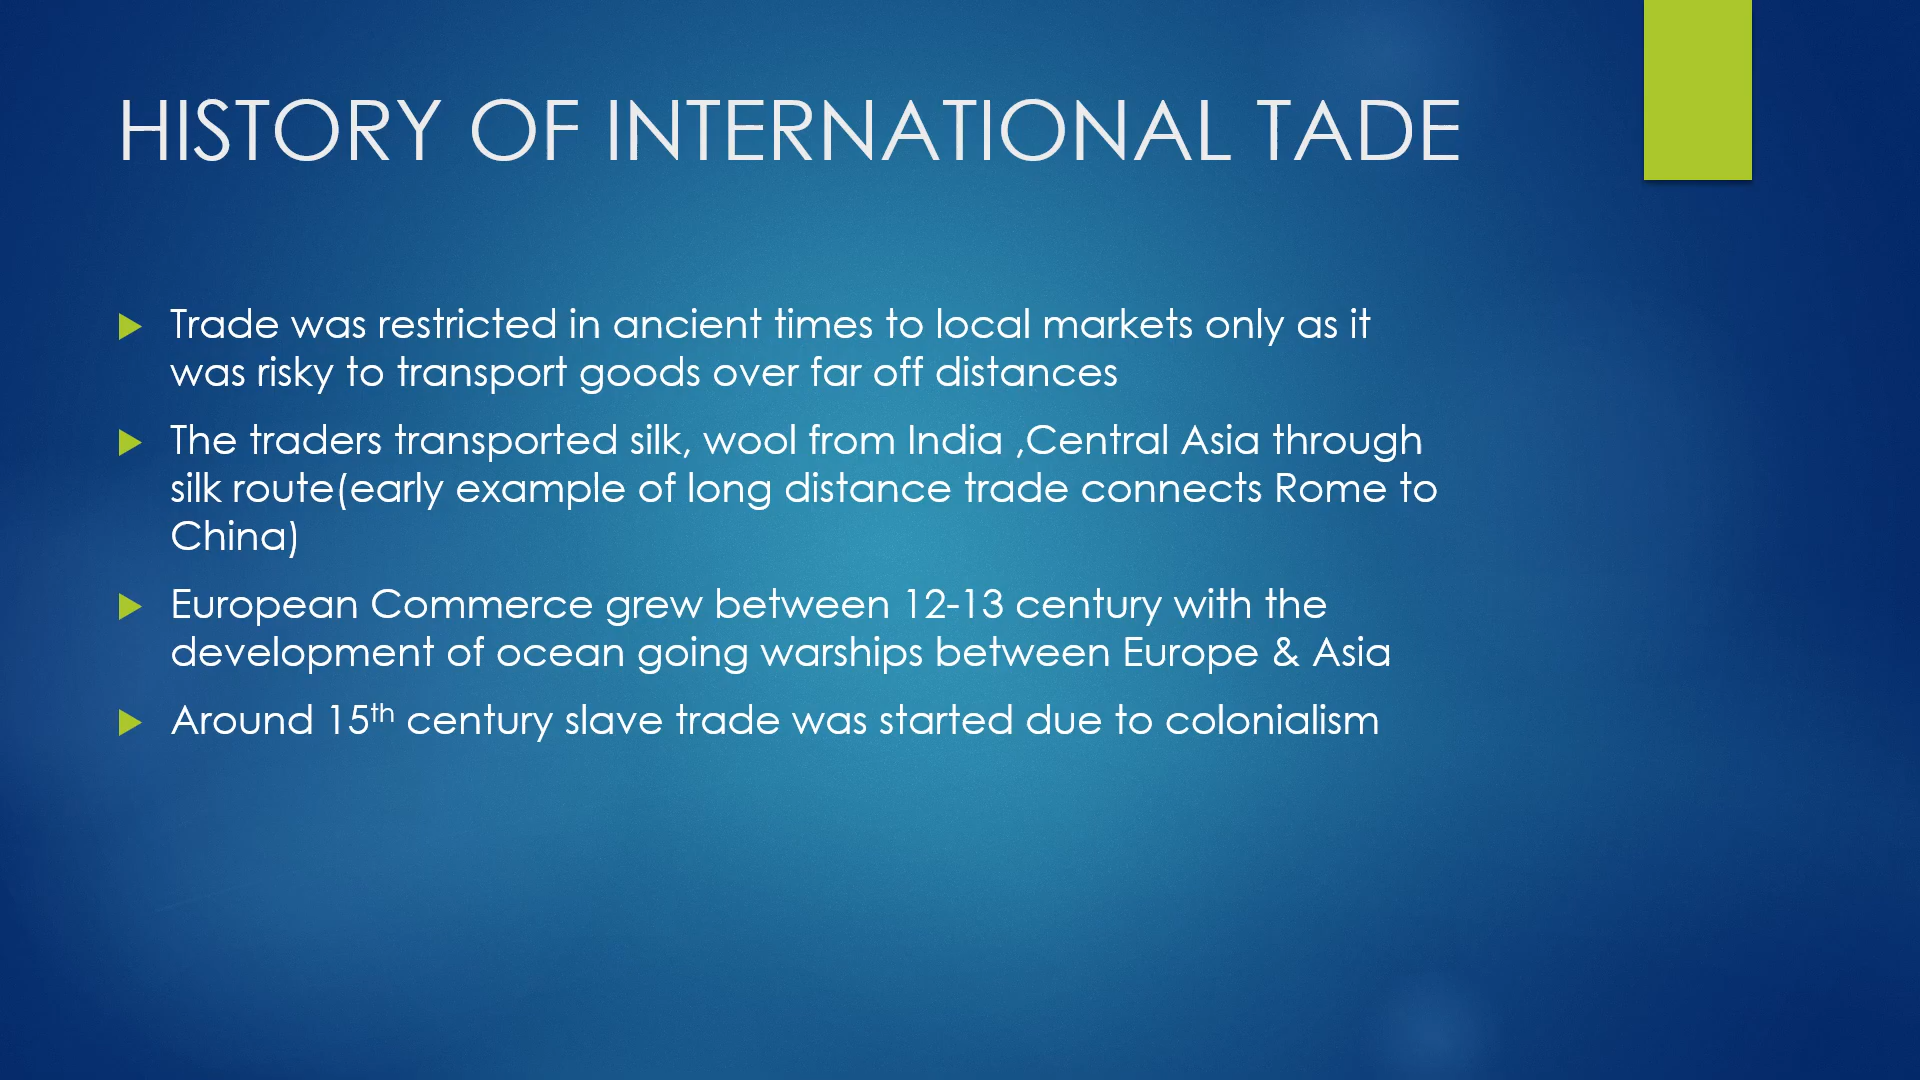 HISTORY OF INTERNATIONAL TADE
Trade was restricted in ancient times to local markets only as it
was risky to transport goods over far off distances
The traders transported silk, wool from India ,Central Asia through
silk route(early example of long distance trade connects Rome to
China)
European Commerce grew between 12-13 century with the
development of ocean going warships between Europe & Asia
Around 15th century slave trade was started due to colonialism